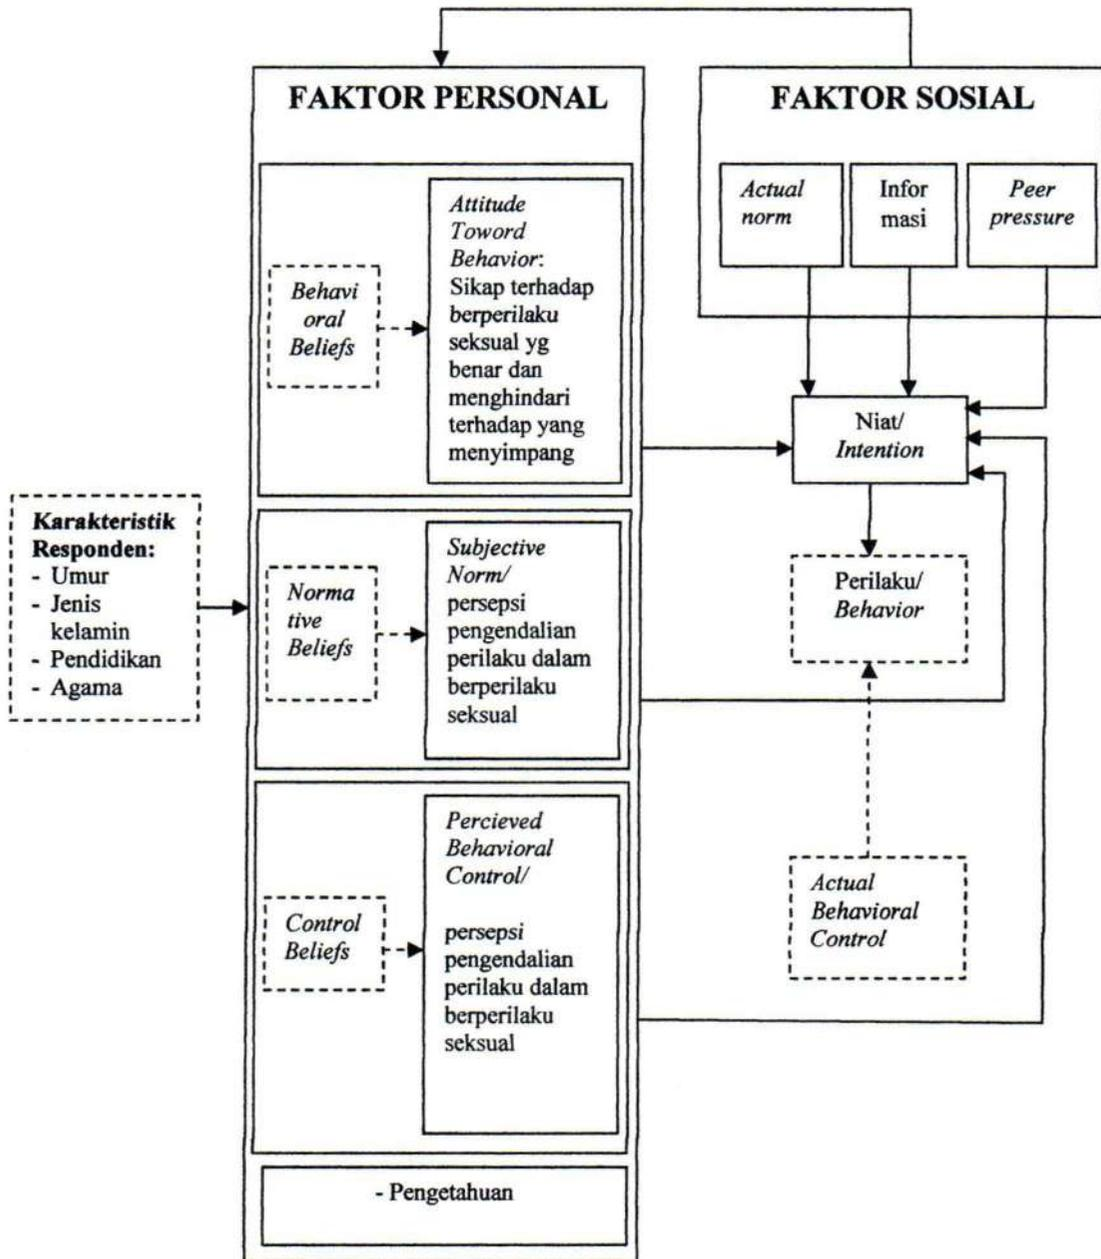 FAKTOR PERSONAL
FAKTOR SOSIAL
Actual
norm
Infor
masi
Peer
pressure
Behavi
oral
Beliefs
Attitude
Toword
Behavior:
Sikap terhadap
berperilaku
seksual yg
benar dan
menghindari
terhadap yang
menyimpang
Niat/
Intention
Karakteristik
Responden:
- Umur
- Jenis
kelamin
- Pendidikan
- Agama
Norma
tive
Beliefs
Subjective
Norm/
persepsi
pengendalian
perilaku dalam
berperilaku
seksual
Perilaku/
Behavior
Control
Beliefs
Percieved
Behavioral
Control/
persepsi
pengendalian
perilaku dalam
berperilaku
seksual
Actual
Behavioral
Control
- Pengetahuan